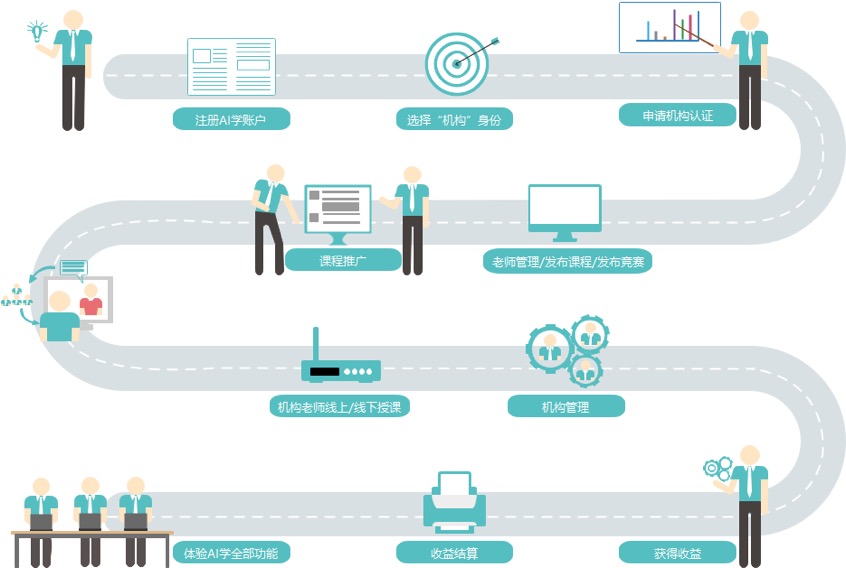 注册AI学账户
选择“机构”身份
申请机构认证
课程推广
老师管理/发布课程/发布竞赛
机构老师线上/线下授课
机构管理
体验AI学全部功能
收益结算
获得收益